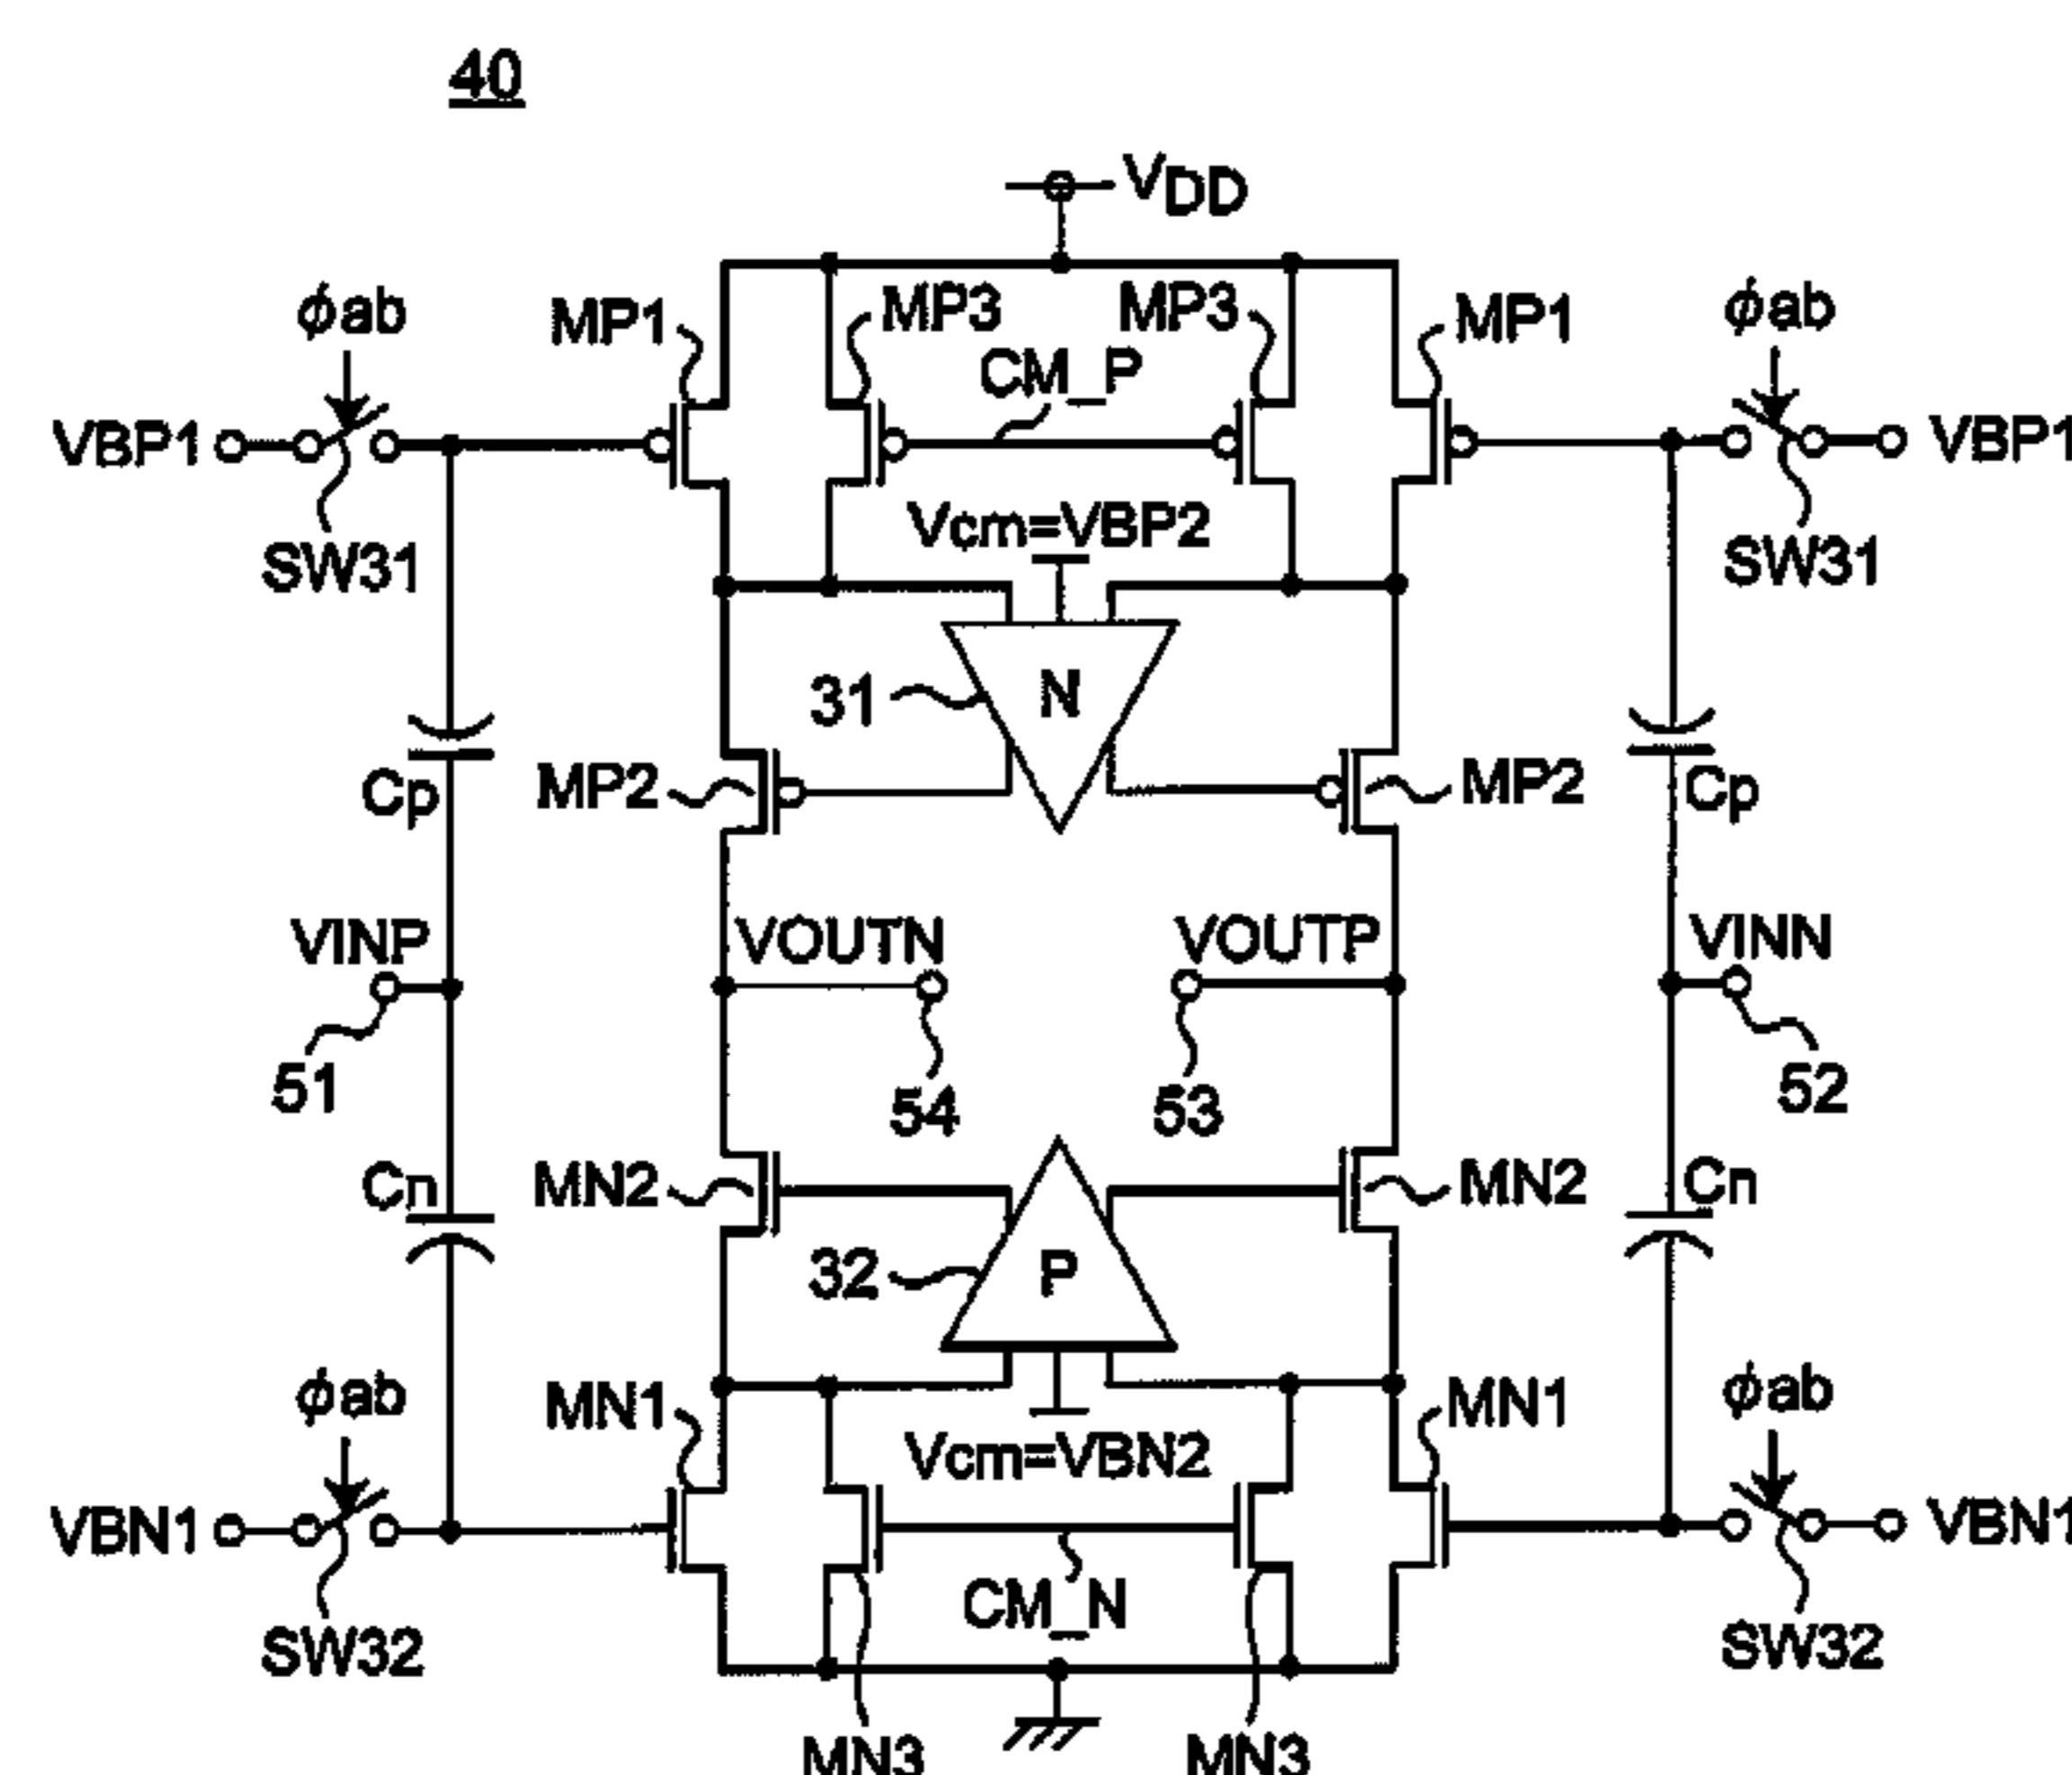 40
VDD
ϕab
MP1
MP3
MP3
MP1
ϕab
CM_P
VBP1
VBP1
SW31
Vcm=VBP2
SW31
31
N
Cp
MP2
MP2
Cp
VINP
VOUTN
VOUTP
VINN
51
54
53
52
Cn
MN2
MN2
Cn
32
P
ϕab
MN1
MN1
ϕab
Vcm=VBN2
VBN1
VBN1
CM_N
SW32
SW32
MN3
MN3